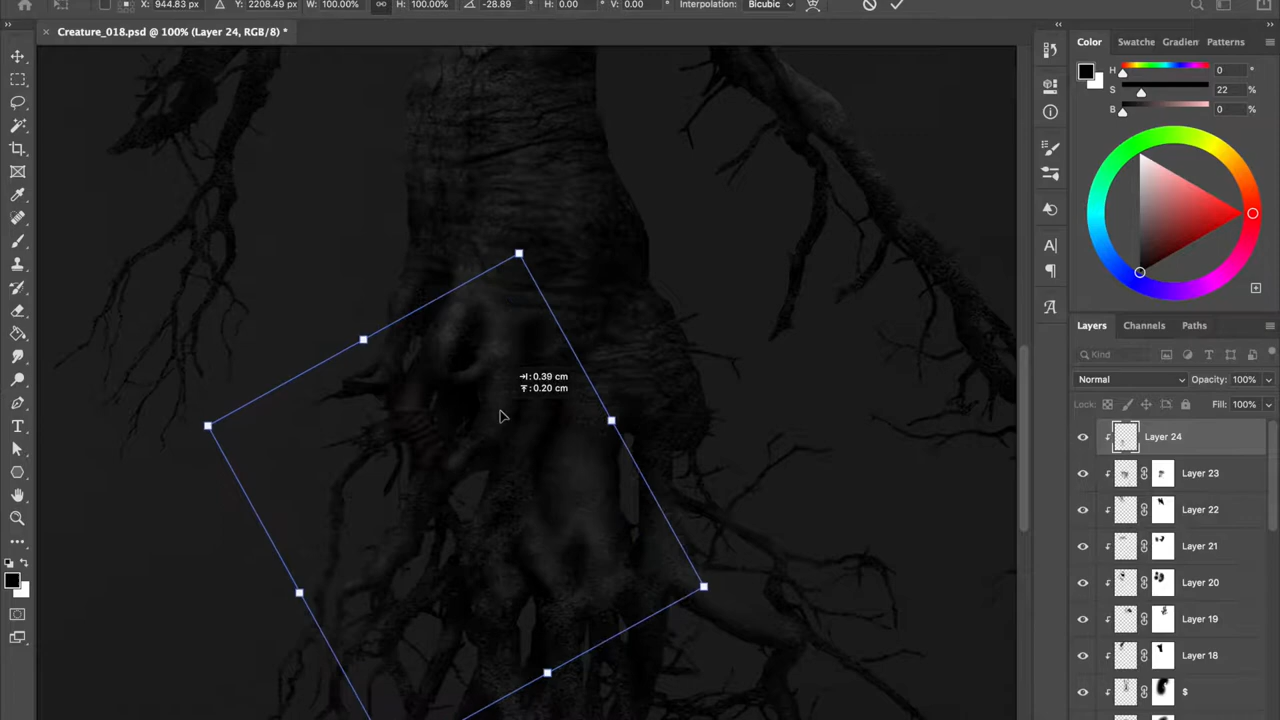 X: 944.83 px Y: 2208.49 px W: 100.00% H: 100.00% -28.89 H: 0.00 V: 0.00 Interpolation: Bicubic
Creature_018.psd @ 100% (Layer 24, RGB/8) *
Color Swatche Gradien Patterns
H 0 °
S 22 %
B 0 %
Layers Channels Paths
Kind
Normal Opacity: 100%
Lock: Fill: 100%
Layer 24
Layer 23
Layer 22
Layer 21
Layer 20
Layer 19
Layer 18
$
: 0.39 cm
: 0.20 cm